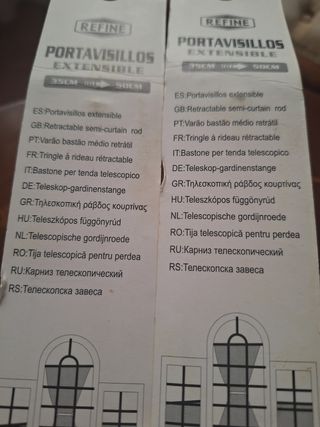 REFINE
PORTAVISILLOS
EXTENSIBLE
35CM 50CM
ES:Portavisillos extensible
GB:Retractable semi-curtain rod
PT:Varão bastão médio retrátil
FR:Tringle à rideau rétractable
IT:Bastone per tenda telescopico
DE:Teleskop-gardinenstange
GR:Τηλεσκοπική ράβδος κουρτίνας
HU:Teleszkópos függönyrúd
NL:Telescopische gordijnroede
RO:Tija telescopică pentru perdea
RU:Карниз телескопический
RS:Телескопска завеса
REFINE
PORTAVISILLOS
EXTENSIBLE
35CM 50CM
ES:Portavisillos extensible
GB:Retractable semi-curtain rod
PT:Varão bastão médio retrátil
FR:Tringle à rideau rétractable
IT:Bastone per tenda telescopico
DE:Teleskop-gardinenstange
GR:Τηλεσκοπική ράβδος κουρτίνας
HU:Teleszkópos függönyrúd
NL:Telescopische gordijnroede
RO:Tija telescopică pentru perdea
RU:Карниз телескопический
RS:Телескопска завеса